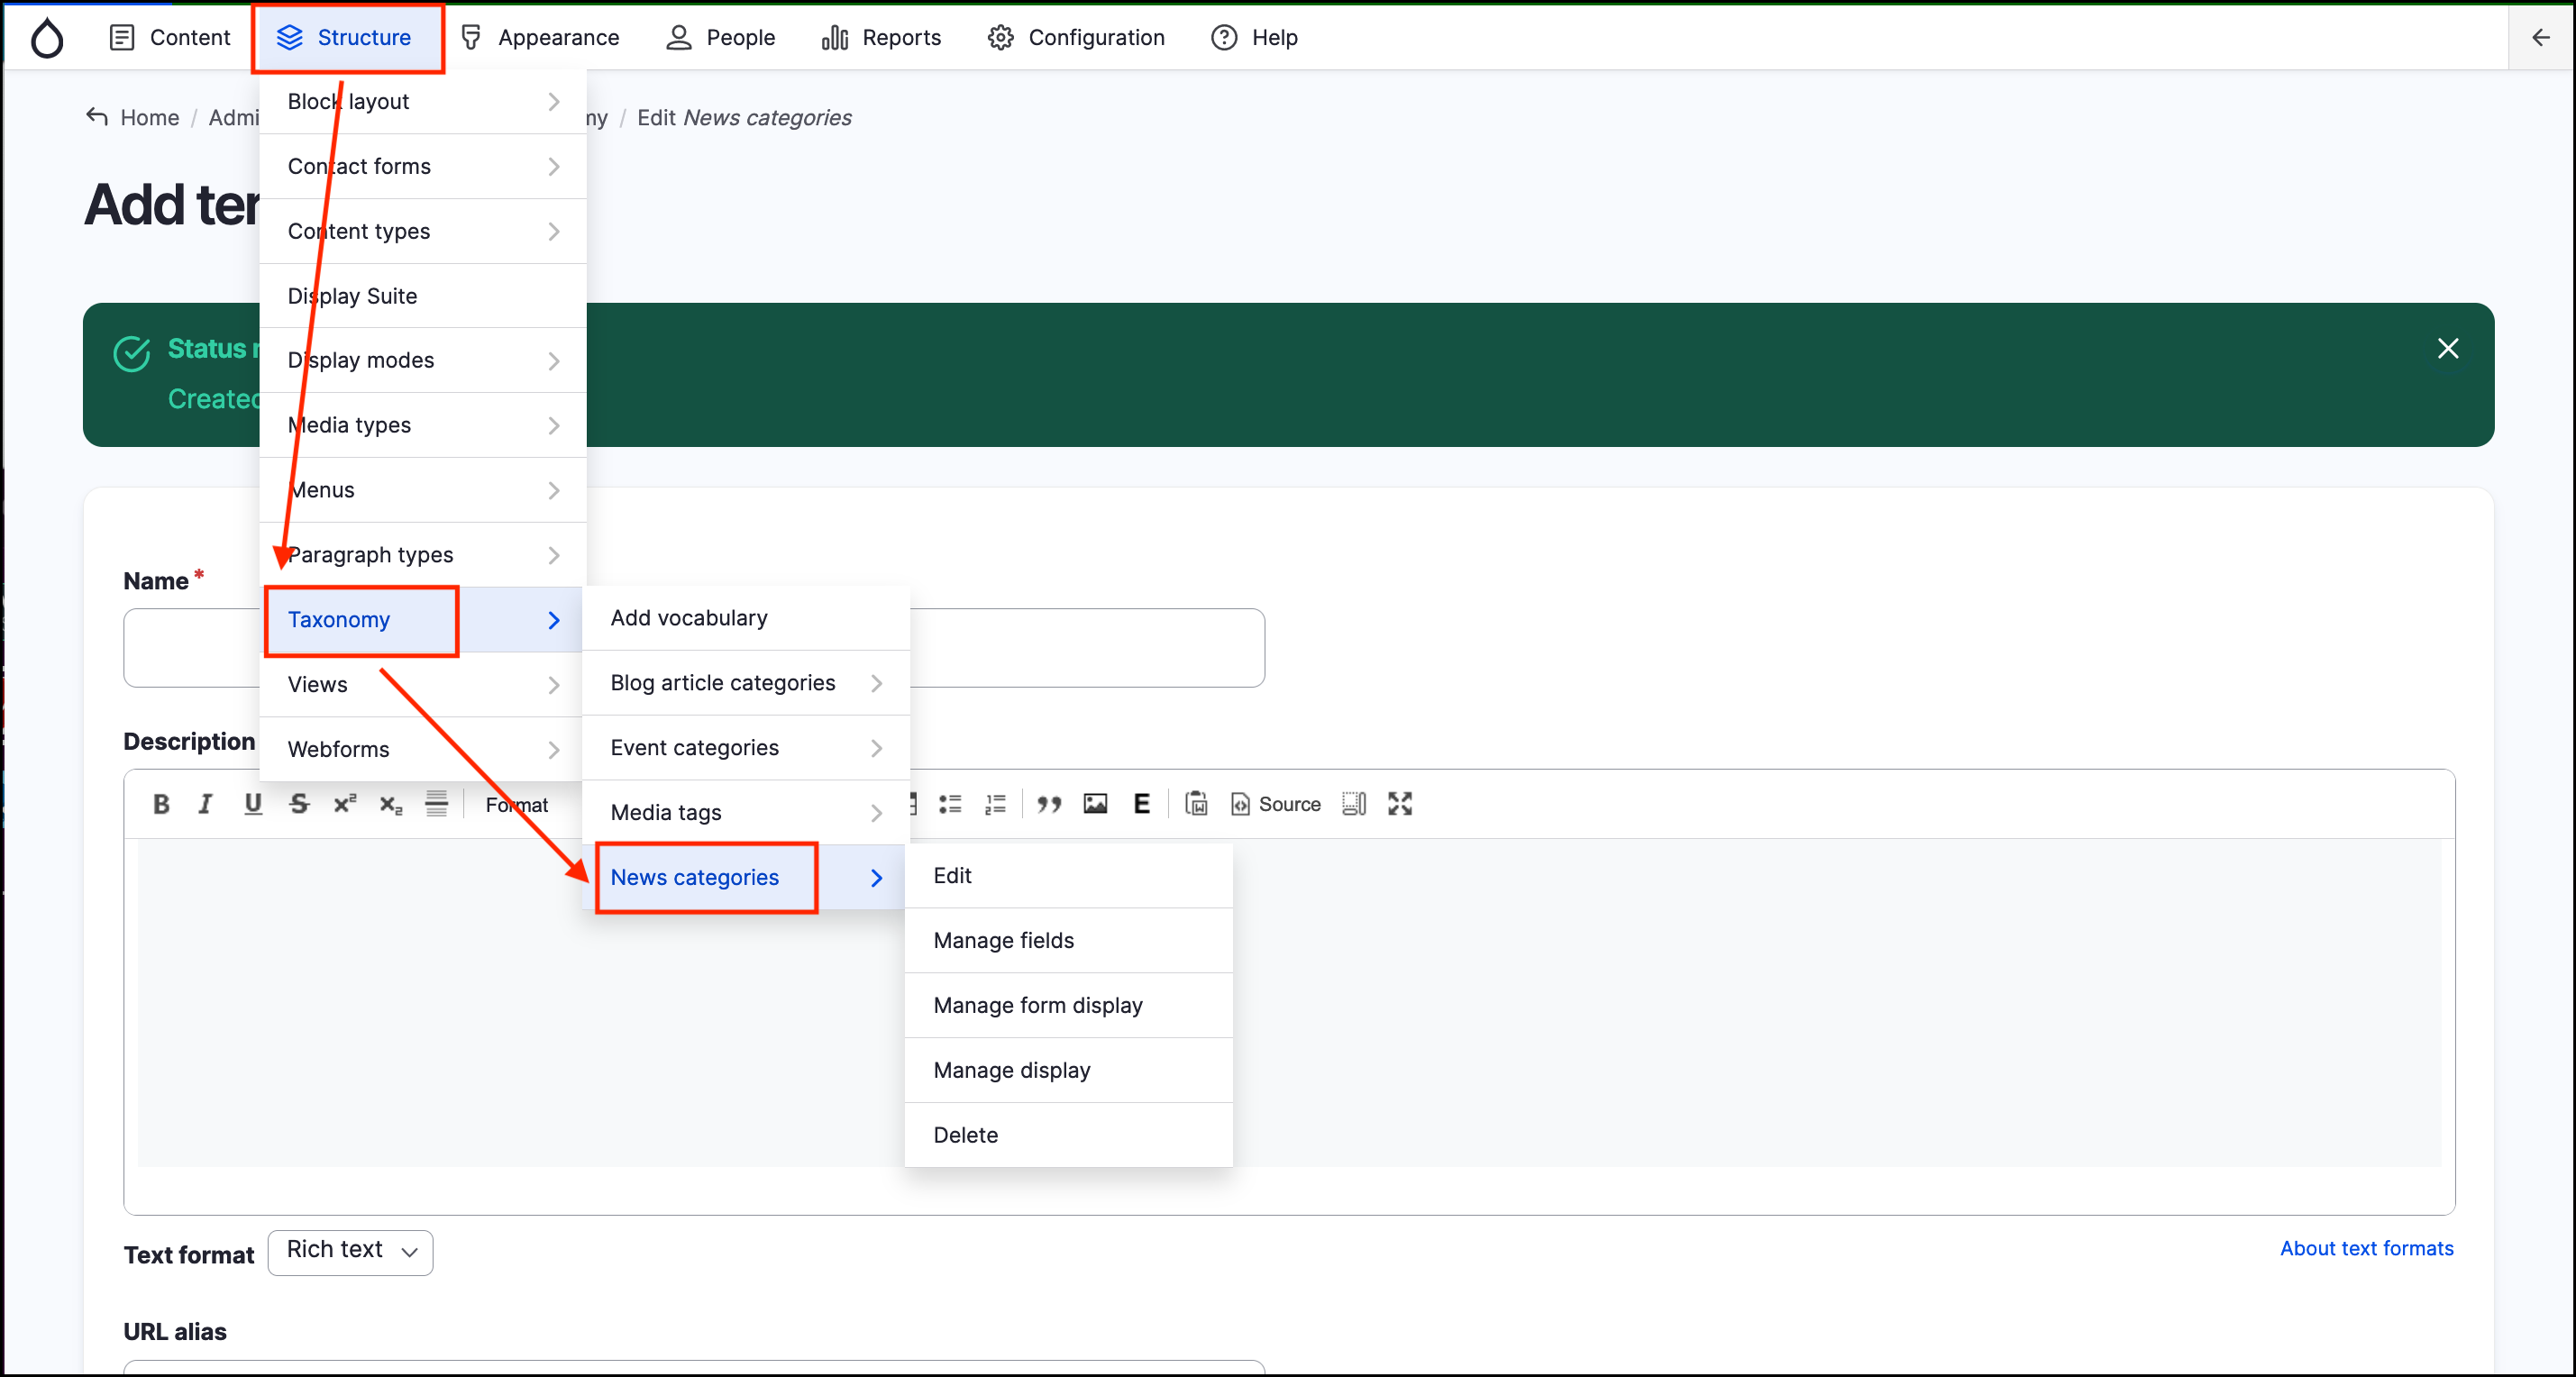 Content Structure Appearance People Reports Configuration Help
Home / Admi my / Edit News categories
Add ter
Block layout
Contact forms
Content types
Display Suite
Display modes
Media types
Menus
Paragraph types
Taxonomy
Views
Webforms
Status
Created
Name *
Add vocabulary
Blog article categories
Event categories
Media tags
News categories
Edit
Manage fields
Manage form display
Manage display
Delete
Description
B I U S x² x₂ Format E Source
Text format Rich text About text formats
URL alias